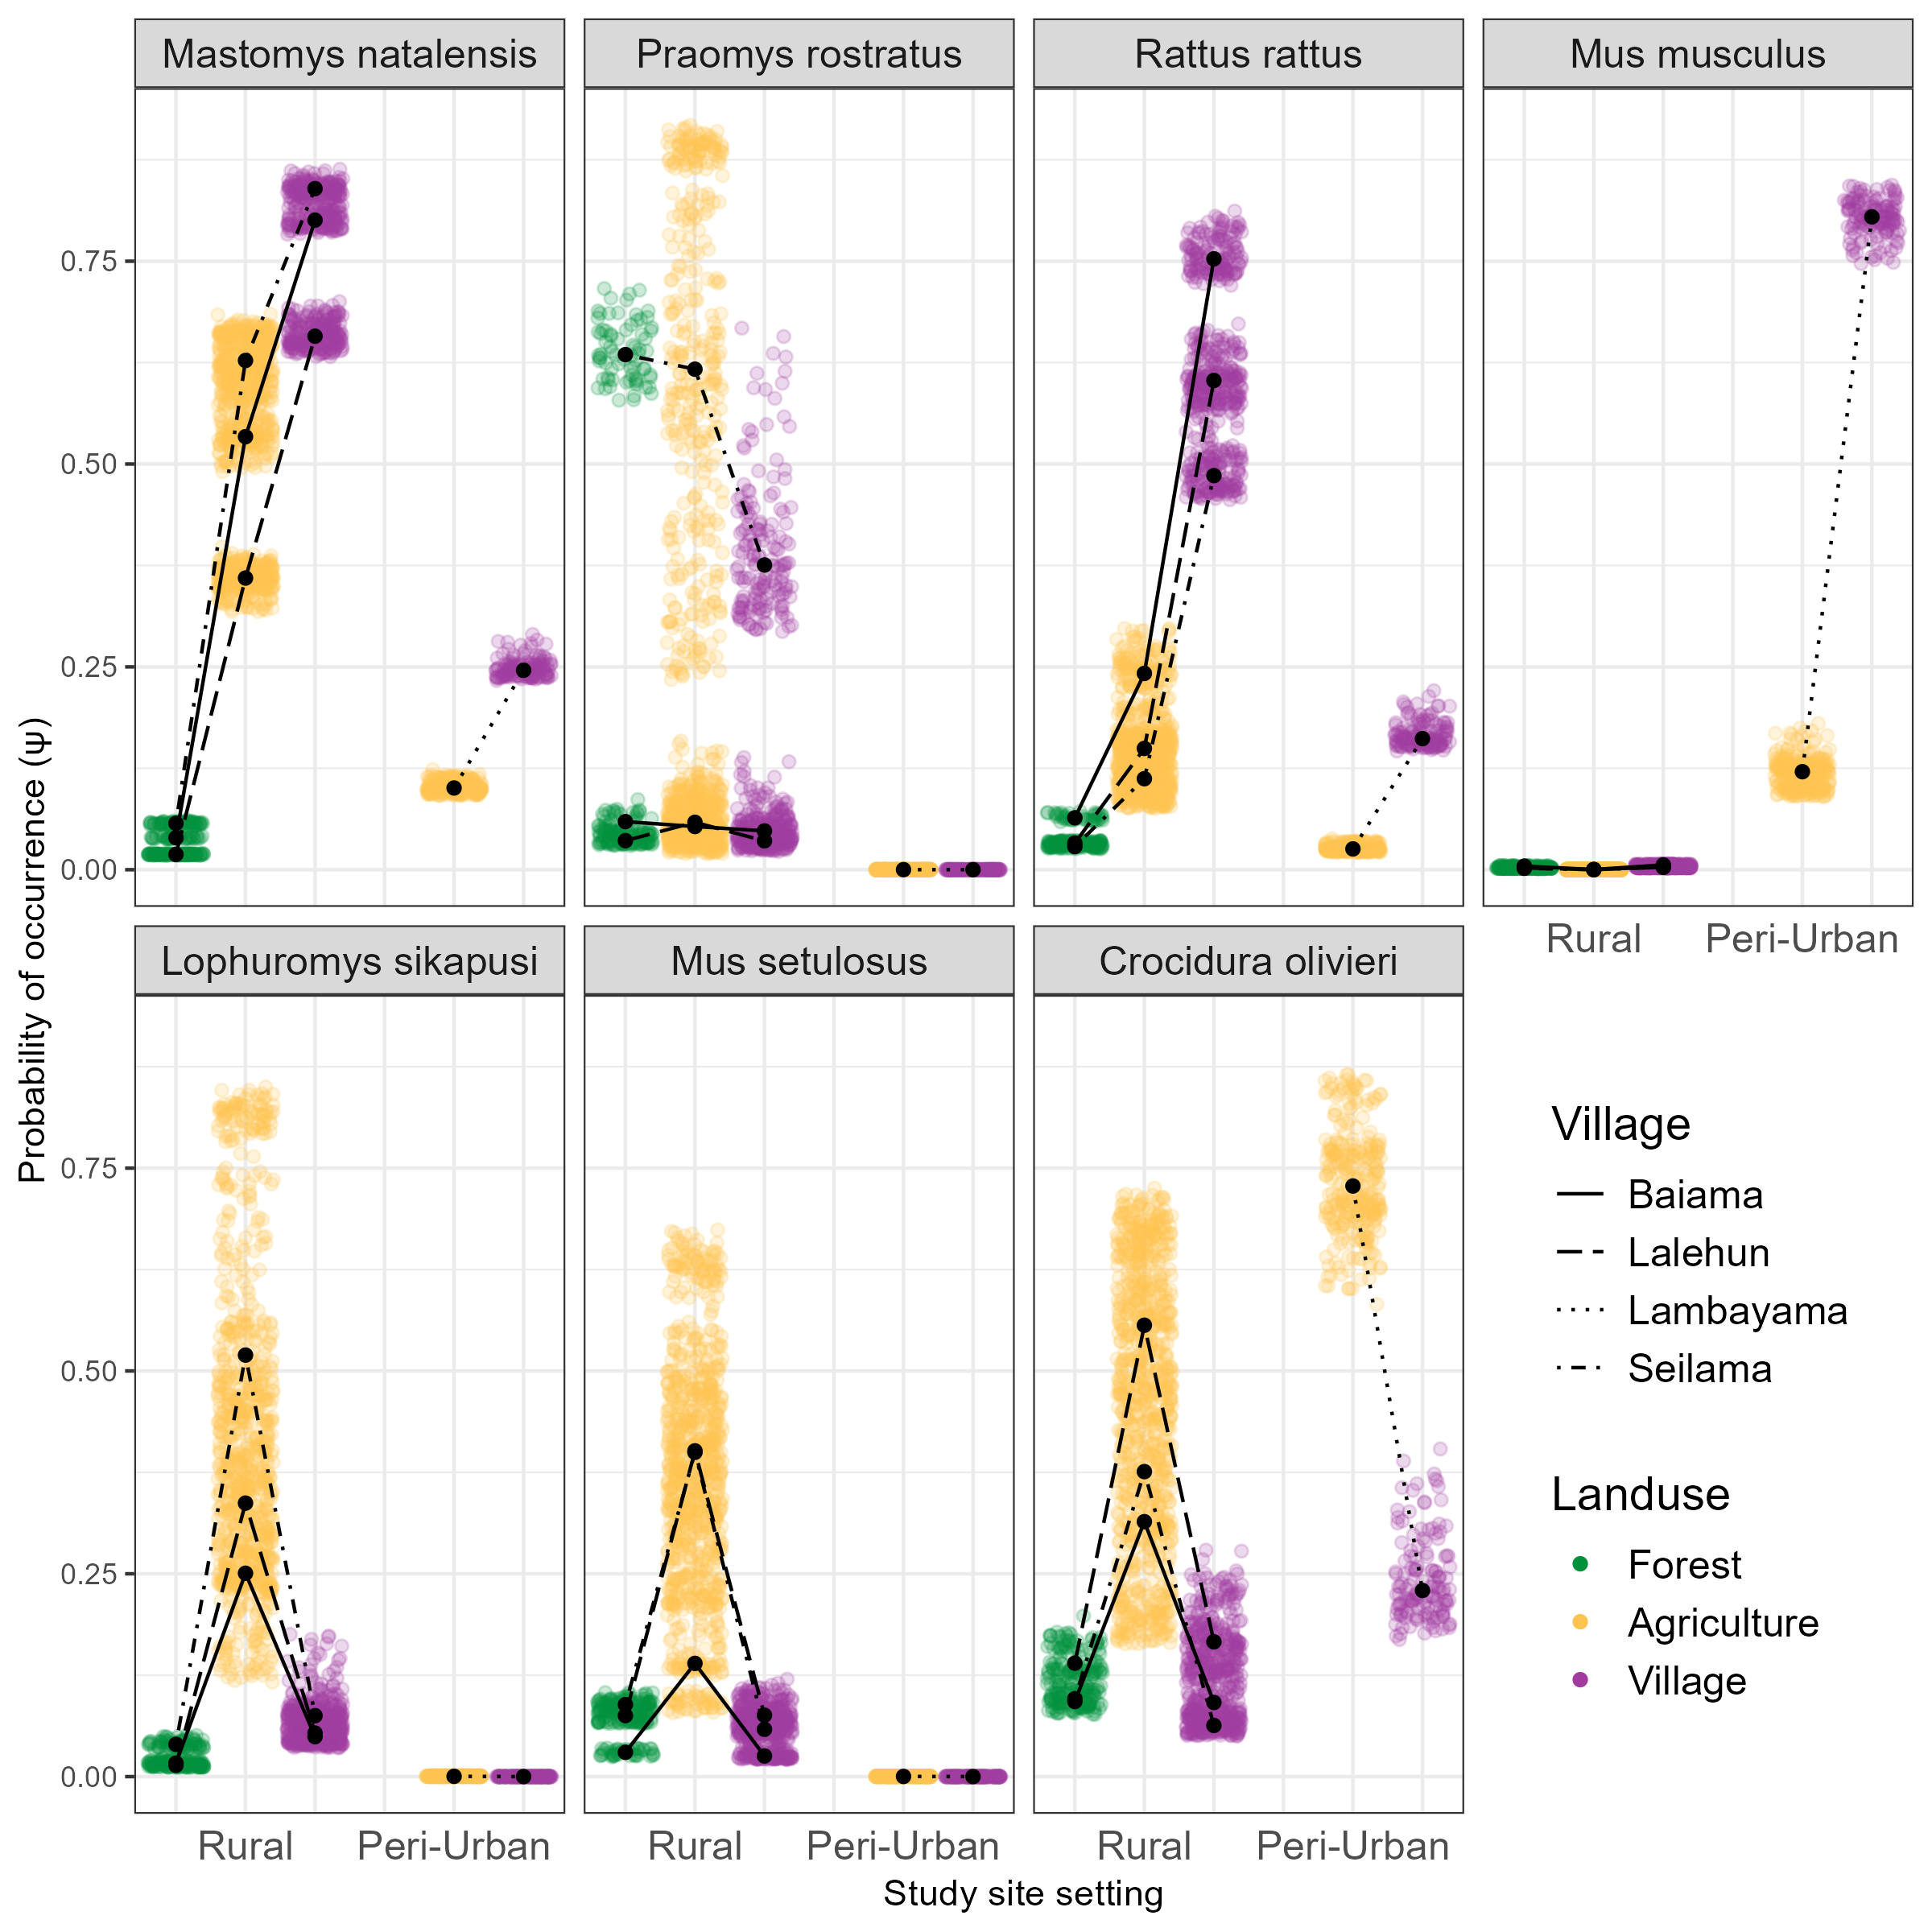 Mastomys natalensis
Praomys rostratus
Rattus rattus
Mus musculus
0.75
0.50
0.25
0.00
Rural
Peri-Urban
Lophuromys sikapusi
Mus setulosus
Crocidura olivieri
0.75
0.50
0.25
0.00
Rural
Peri-Urban
Rural
Peri-Urban
Rural
Peri-Urban
Probability of occurrence (ψ)
Study site setting
Village
Baiama
Lalehun
Lambayama
Seilama
Landuse
Forest
Agriculture
Village